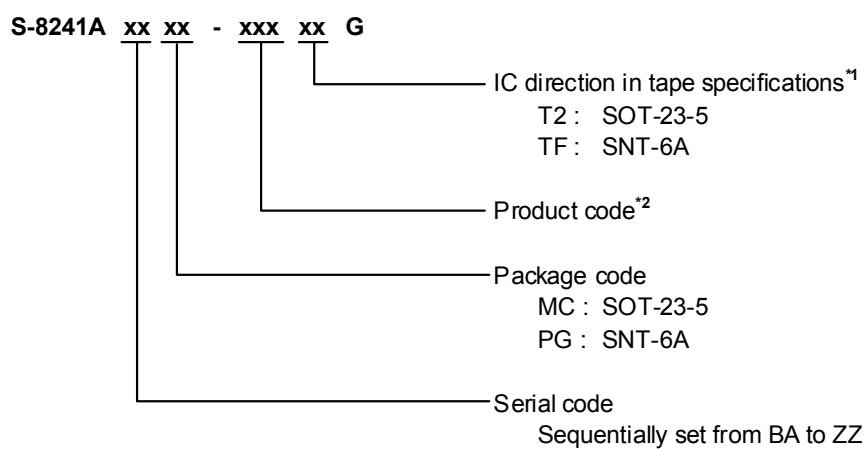 S-8241A xx xx - xxx xx G
IC direction in tape specifications*1
T2 : SOT-23-5
TF : SNT-6A
Product code*2
Package code
MC : SOT-23-5
PG : SNT-6A
Serial code
Sequentially set from BA to ZZ